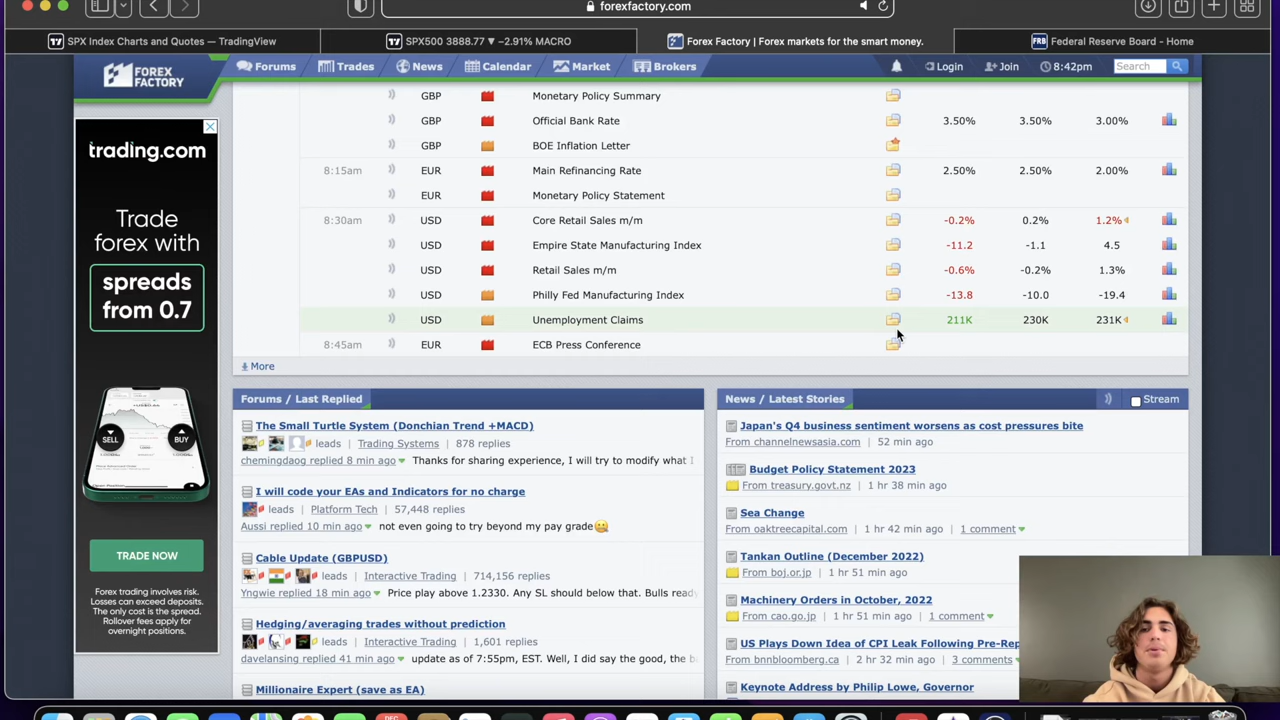 forexfactory.com
SPX Index Charts and Quotes — TradingView
SPX500 3888.77 ▼ −2.91% MACRO
Forex Factory | Forex markets for the smart money.
FRB Federal Reserve Board - Home
FOREX FACTORY
Forums Trades News Calendar Market Brokers Login Join 8:42pm Search
GBP Monetary Policy Summary
GBP Official Bank Rate 3.50% 3.50% 3.00%
GBP BOE Inflation Letter
8:15am EUR Main Refinancing Rate 2.50% 2.50% 2.00%
EUR Monetary Policy Statement
8:30am USD Core Retail Sales m/m -0.2% 0.2% 1.2%
USD Empire State Manufacturing Index -11.2 -1.1 4.5
USD Retail Sales m/m -0.6% -0.2% 1.3%
USD Philly Fed Manufacturing Index -13.8 -10.0 -19.4
USD Unemployment Claims 211K 230K 231K
8:45am EUR ECB Press Conference
More
trading.com
Trade
forex with
spreads
from 0.7
SELL BUY
TRADE NOW
Forex trading involves risk.
Losses can exceed deposits.
The only cost is the spread.
Rollover fees apply for
overnight positions.
Forums / Last Replied
The Small Turtle System (Donchian Trend +MACD)
leads | Trading Systems | 878 replies
chemingdaog replied 8 min ago Thanks for sharing experience, I will try to modify what I
I will code your EAs and Indicators for no charge
leads | Platform Tech | 57,448 replies
Aussi replied 10 min ago not even going to try beyond my pay grade
Cable Update (GBPUSD)
leads | Interactive Trading | 714,156 replies
Yngwie replied 18 min ago Price play above 1.2330. Any SL should below that. Bulls ready
Hedging/averaging trades without prediction
leads | Interactive Trading | 1,601 replies
davelansing replied 41 min ago update as of 7:55pm, EST. Well, I did say the good, the b
Millionaire Expert (save as EA)
News / Latest Stories Stream
Japan's Q4 business sentiment worsens as cost pressures bite
From channelnewsasia.com | 52 min ago
Budget Policy Statement 2023
From treasury.govt.nz | 1 hr 38 min ago
Sea Change
From oaktreecapital.com | 1 hr 42 min ago | 1 comment
Tankan Outline (December 2022)
From boj.or.jp | 1 hr 51 min ago
Machinery Orders in October, 2022
From cao.go.jp | 1 hr 51 min ago | 1 comment
US Plays Down Idea of CPI Leak Following Pre-Rep
From bnnbloomberg.ca | 2 hr 32 min ago | 3 comments
Keynote Address by Philip Lowe, Governor
DEC